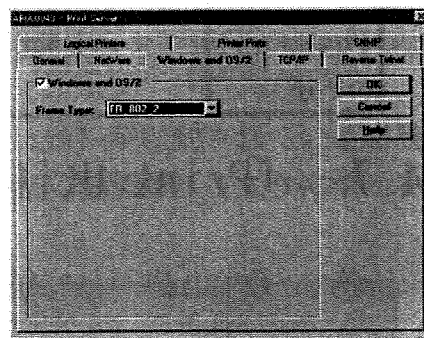 Print Server
Logical Printers Printer Ports SNMP
General NetWare Windows and OS/2 TCP/IP Reverse Telnet
Windows and OS/2
OK
Frame Type: TR 802.2
Cancel
Help